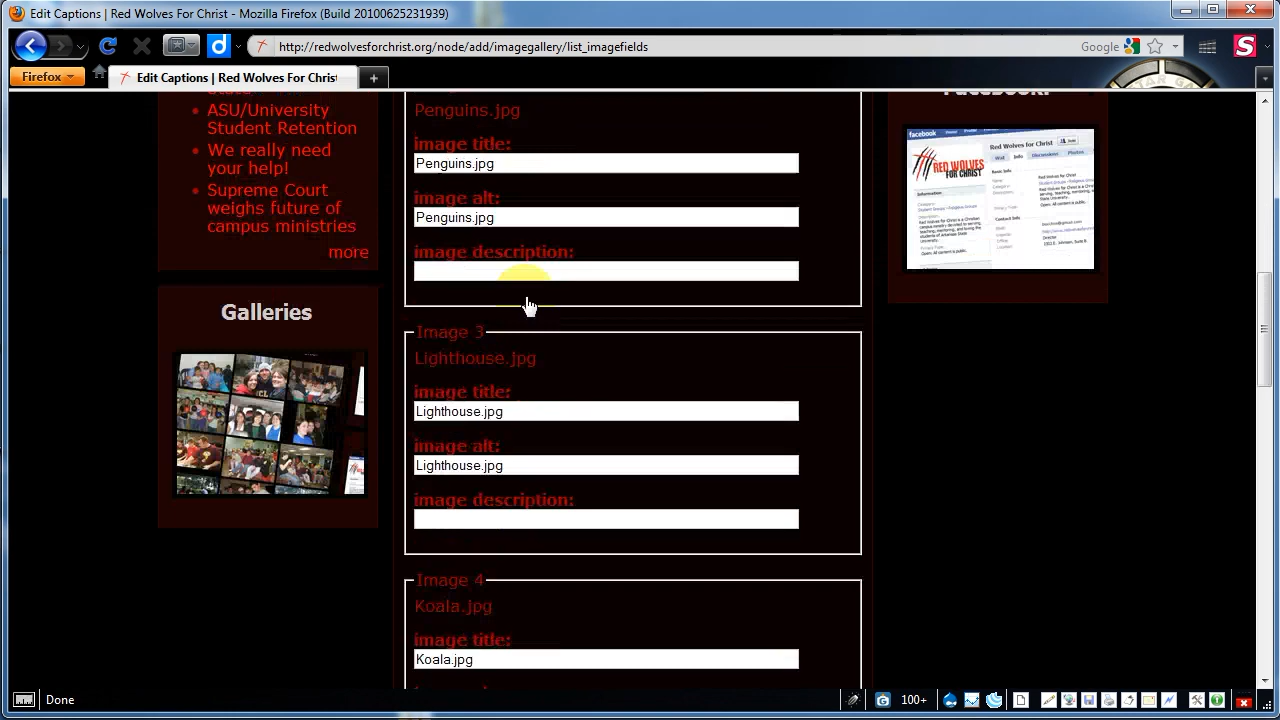 Edit Captions | Red Wolves For Christ - Mozilla Firefox (Build 20100625231939)
http://redwolvesforchrist.org/node/add/imagegallery/list_imagefields
Google
Firefox
Edit Captions | Red Wolves For Christ
ASU/University
Student Retention
We really need
your help!
Supreme Court
weighs future of
campus ministries
more
Galleries
Penguins.jpg
image title:
Penguins.jpg
image alt:
Penguins.jpg
image description:
Image 3
Lighthouse.jpg
image title:
Lighthouse.jpg
image alt:
Lighthouse.jpg
image description:
Image 4
Koala.jpg
image title:
Koala.jpg
facebook
Red Wolves for Christ
Wall
Info
Discussions
Photos
RED WOLVES
FOR CHRIST
Done
100+